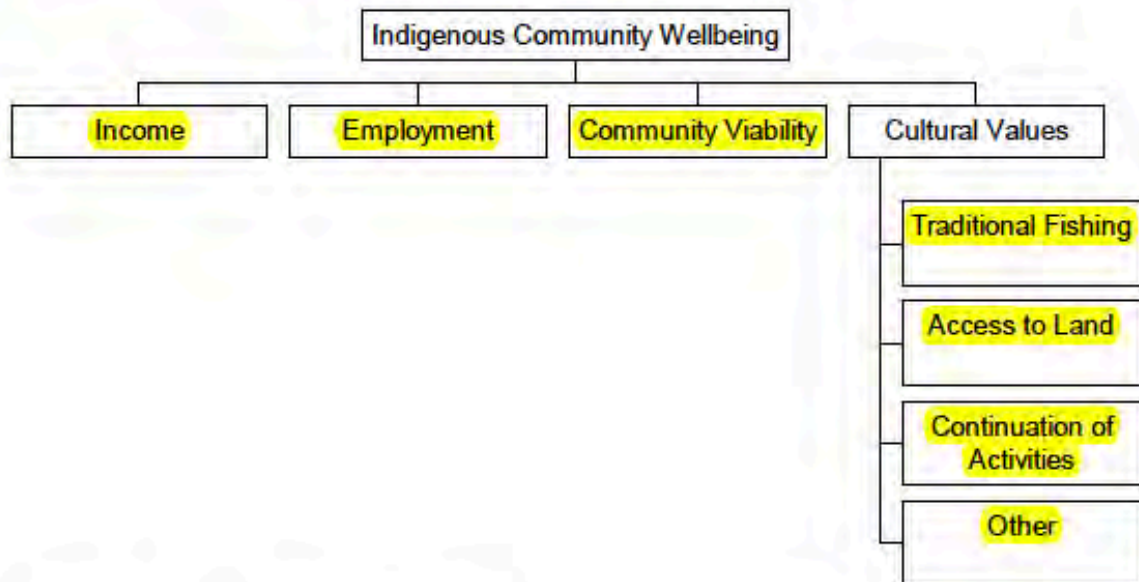 Indigenous Community Wellbeing
Income
Employment
Community Viability
Cultural Values
Traditional Fishing
Access to Land
Continuation of
Activities
Other